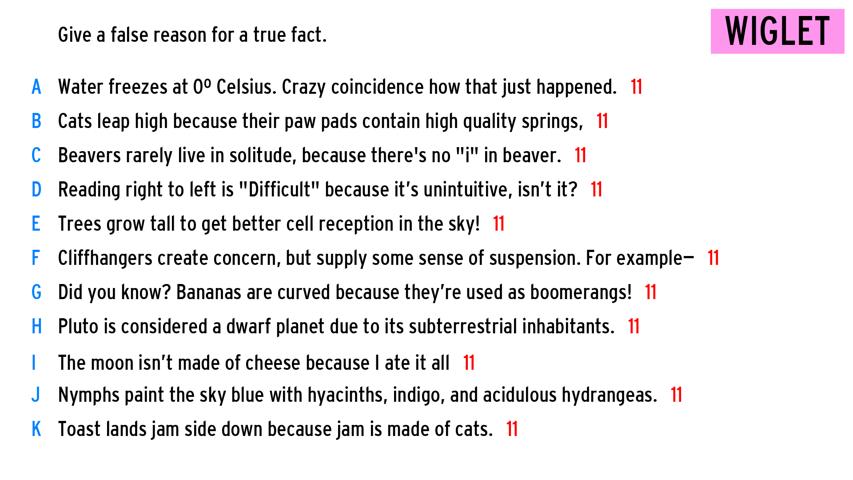 Give a false reason for a true fact.
WIGLET
A Water freezes at 0º Celsius. Crazy coincidence how that just happened. 11
B Cats leap high because their paw pads contain high quality springs, 11
C Beavers rarely live in solitude, because there's no "i" in beaver. 11
D Reading right to left is "Difficult" because it’s unintuitive, isn’t it? 11
E Trees grow tall to get better cell reception in the sky! 11
F Cliffhangers create concern, but supply some sense of suspension. For example— 11
G Did you know? Bananas are curved because they’re used as boomerangs! 11
H Pluto is considered a dwarf planet due to its subterrestrial inhabitants. 11
I The moon isn’t made of cheese because I ate it all 11
J Nymphs paint the sky blue with hyacinths, indigo, and acidulous hydrangeas. 11
K Toast lands jam side down because jam is made of cats. 11